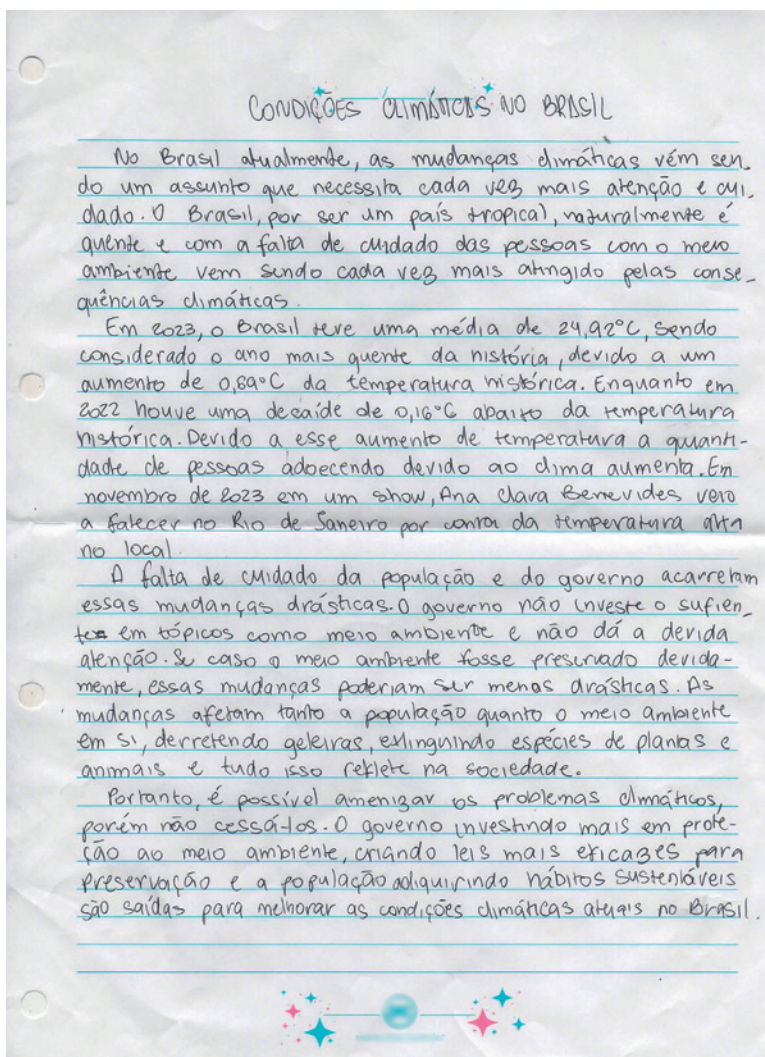 CONDIÇÕES CLIMÁTICAS NO BRASIL
No Brasil atualmente, as mudanças climáticas vêm sen-
do um assunto que necessita cada vez mais atenção e cui-
dado. O Brasil, por ser um país tropical, naturalmente é
quente e com a falta de cuidado das pessoas com o meio
ambiente vem sendo cada vez mais atingido pelas conse-
quências climáticas.
Em 2023, o Brasil teve uma média de 24,92°C, sendo
considerado o ano mais quente da história, devido a um
aumento de 0,69°C da temperatura histórica. Enquanto em
2022 houve uma decaíde de 0,16°C abaixo da temperatura
histórica. Devido a esse aumento de temperatura a quanti-
dade de pessoas adoecendo devido ao clima aumenta. Em
novembro de 2023 em um show, Ana Clara Benevides veio
a falecer no Rio de Janeiro por conta da temperatura alta
no local.
A falta de cuidado da população e do governo acarretam
essas mudanças drásticas. O governo não investe o sufien-
te em tópicos como meio ambiente e não dá a devida
atenção. Se caso o meio ambiente fosse preservado devida-
mente, essas mudanças poderiam ser menas drásticas. As
mudanças afetam tanto a população quanto o meio ambiente
em si, derretendo geleiras, extinguindo espécies de plantas e
animais e tudo isso reflete na sociedade.
Portanto, é possível amenizar os problemas climáticos,
porém não cessá-los. O governo investindo mais em prote-
ção ao meio ambiente, criando leis mais eficazes para
preservação e a população adiquirindo hábitos sustentáveis
são saídas para melhorar as condições climáticas atuais no Brasil.